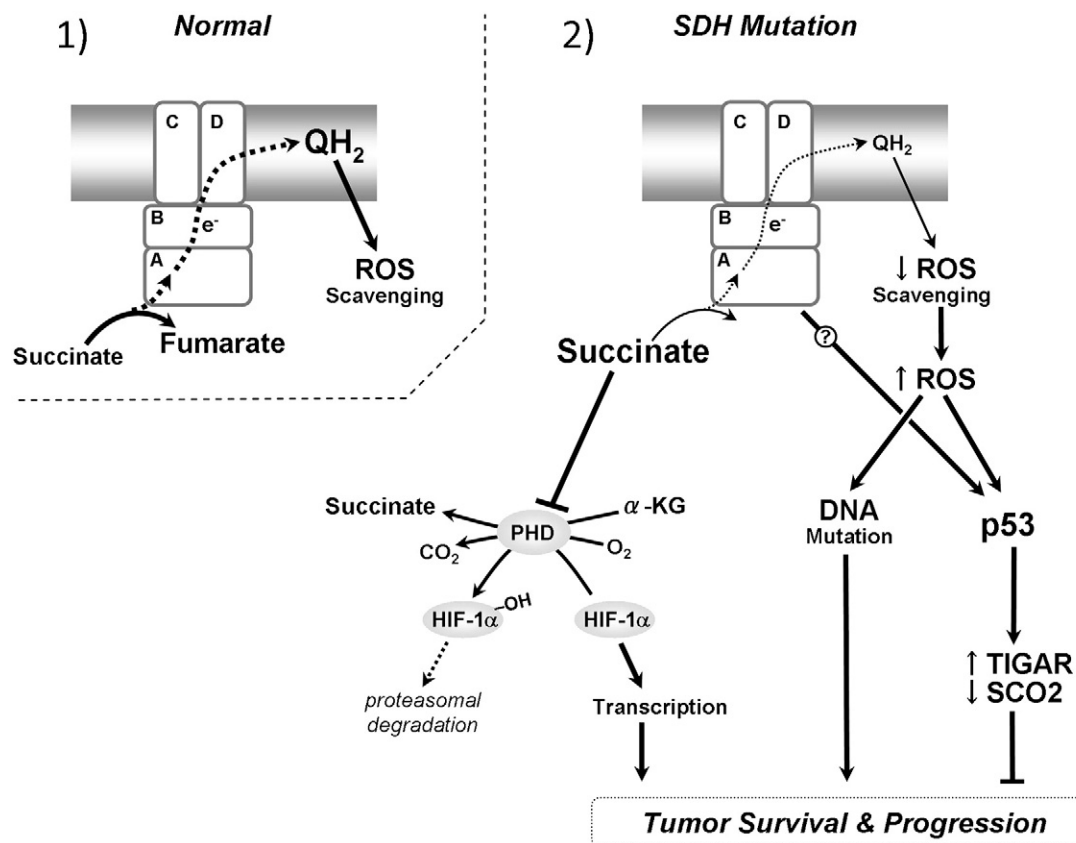 1)
Normal
C
D
QH₂
B
e⁻
A
ROS
Scavenging
Succinate
Fumarate
2)
SDH Mutation
C
D
QH₂
B
e⁻
A
↓ ROS
Scavenging
Succinate
?
↑ ROS
Succinate
α-KG
PHD
CO₂
O₂
DNA
Mutation
p53
HIF-1α
–OH
HIF-1α
↑ TIGAR
↓ SCO2
proteasomal
degradation
Transcription
Tumor Survival & Progression